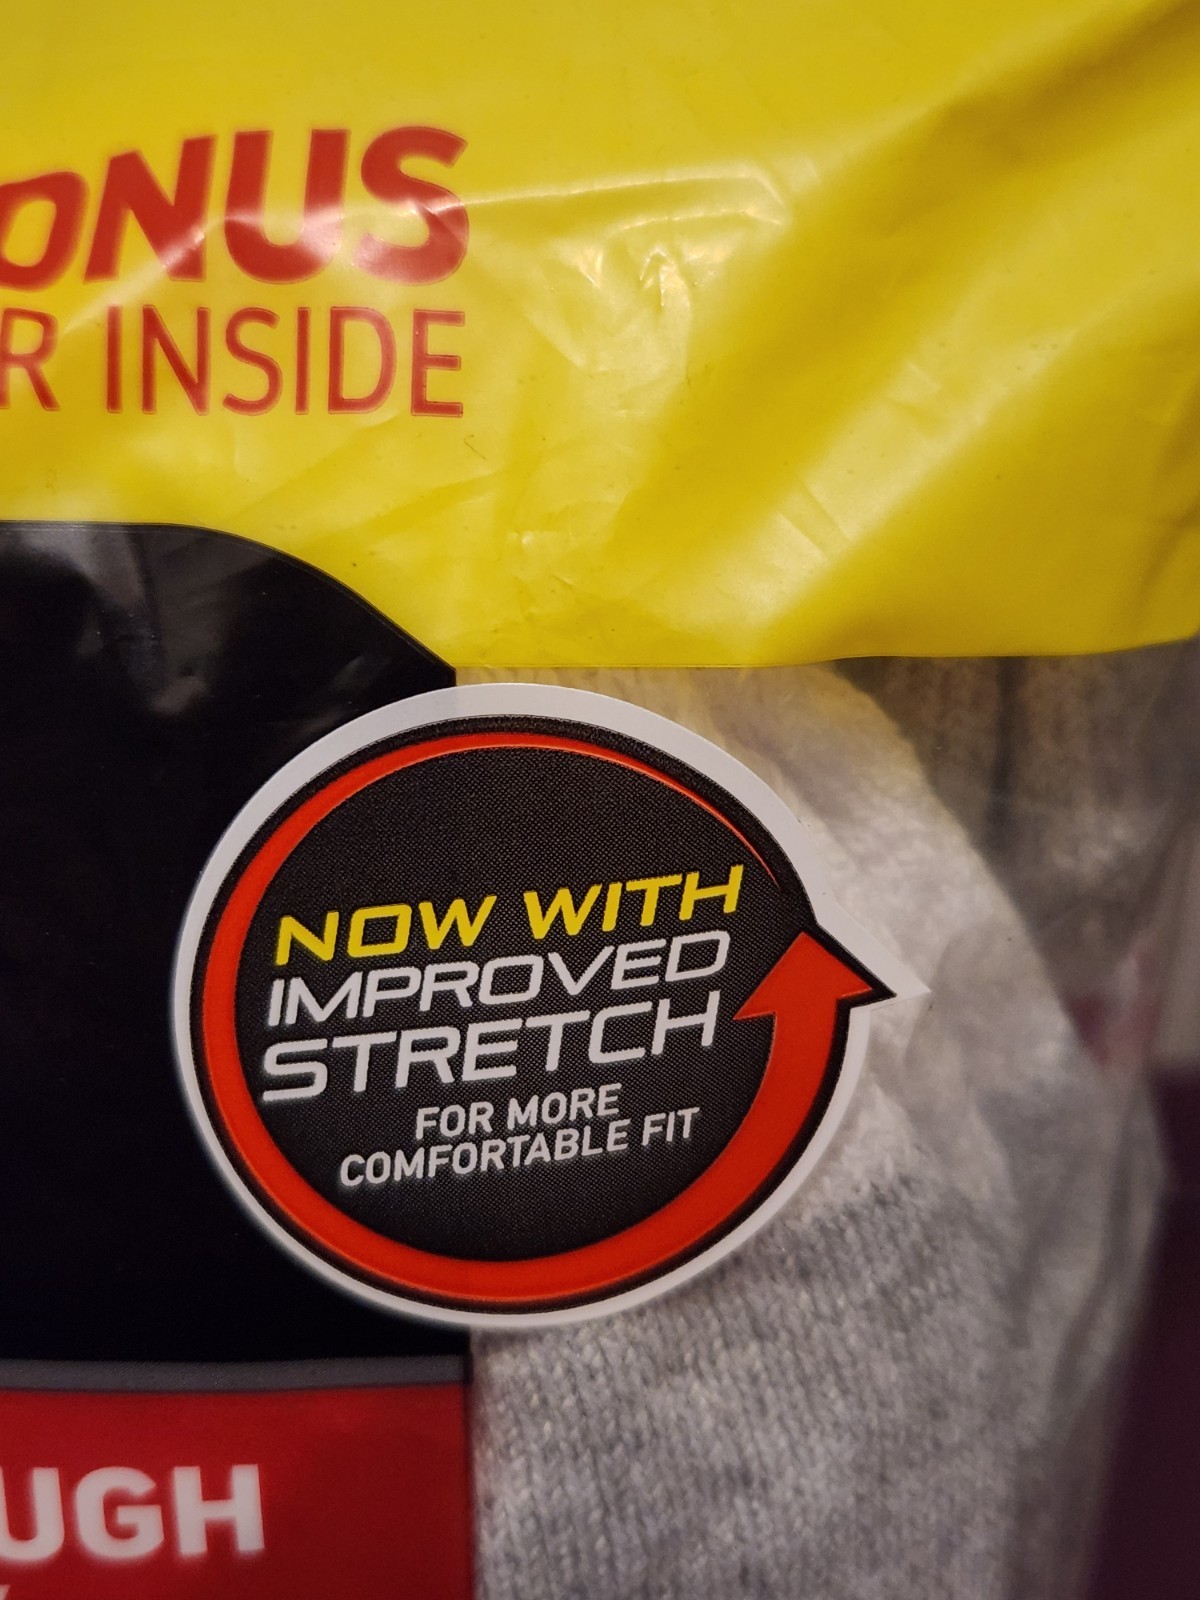 ONUS
R INSIDE
NOW WITH
IMPROVED
STRETCH
FOR MORE
COMFORTABLE FIT
UGH